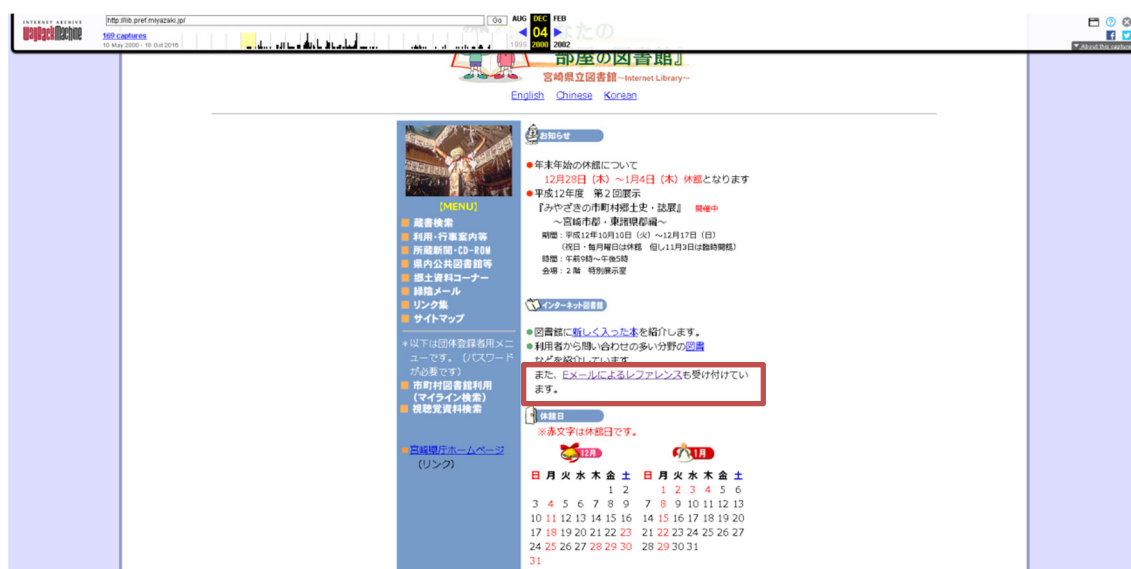 INTERNET ARCHIVE
WayBackMachine
http://lib.pref.miyazaki.jp/
Go
AUG DEC FEB
04
1999 2000 2002
169 captures
10 May 2000 - 18 Oct 2016
About this capture
なたの
部屋の図書館』
宮崎県立図書館~Internet Library~
English Chinese Korean
【MENU】
蔵書検索
利用・行事案内等
所蔵新聞・CD-ROM
県内公共図書館等
郷土資料コーナー
緑陰メール
リンク集
サイトマップ
*以下は団体登録者用メニ
ューです。(パスワード
が必要です)
市町村図書館利用
(マイライン検索)
視聴覚資料検索
宮崎県庁ホームページ
(リンク)
お知らせ
●年末年始の休館について
12月28日(木)~1月4日(木)休館となります
●平成12年度 第2回展示
『みやざきの市町村郷土史・誌展』 開催中
~宮崎市郡・東諸県郡編~
期間:平成12年10月10日(火)~12月17日(日)
(祝日・毎月曜日は休館 但し11月3日は臨時開館)
時間:午前9時~午後5時
会場:2階 特別展示室
インターネット図書館
●図書館に新しく入った本を紹介します。
●利用者から問い合わせの多い分野の図書
などを紹介しています。
また、Eメールによるレファレンスも受け付けてい
ます。
休館日
※赤文字は休館日です。
12月 1月
日 月 火 水 木 金 土 日 月 火 水 木 金 土
1 2 1 2 3 4 5 6
3 4 5 6 7 8 9 7 8 9 10 11 12 13
10 11 12 13 14 15 16 14 15 16 17 18 19 20
17 18 19 20 21 22 23 21 22 23 24 25 26 27
24 25 26 27 28 29 30 28 29 30 31
31